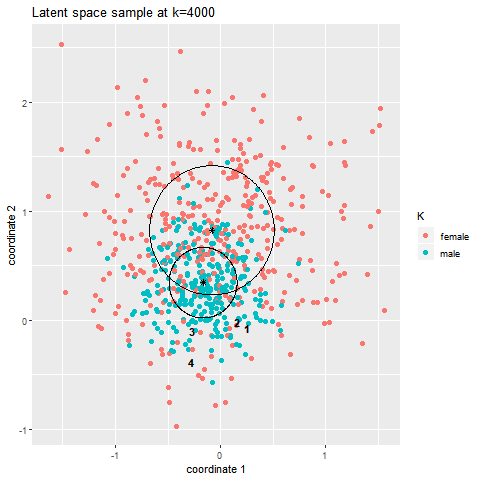 Latent space sample at k=4000
coordinate 2
2
1
0
-1
3
2
1
4
* 
*
-1
0
1
coordinate 1
K
female
male